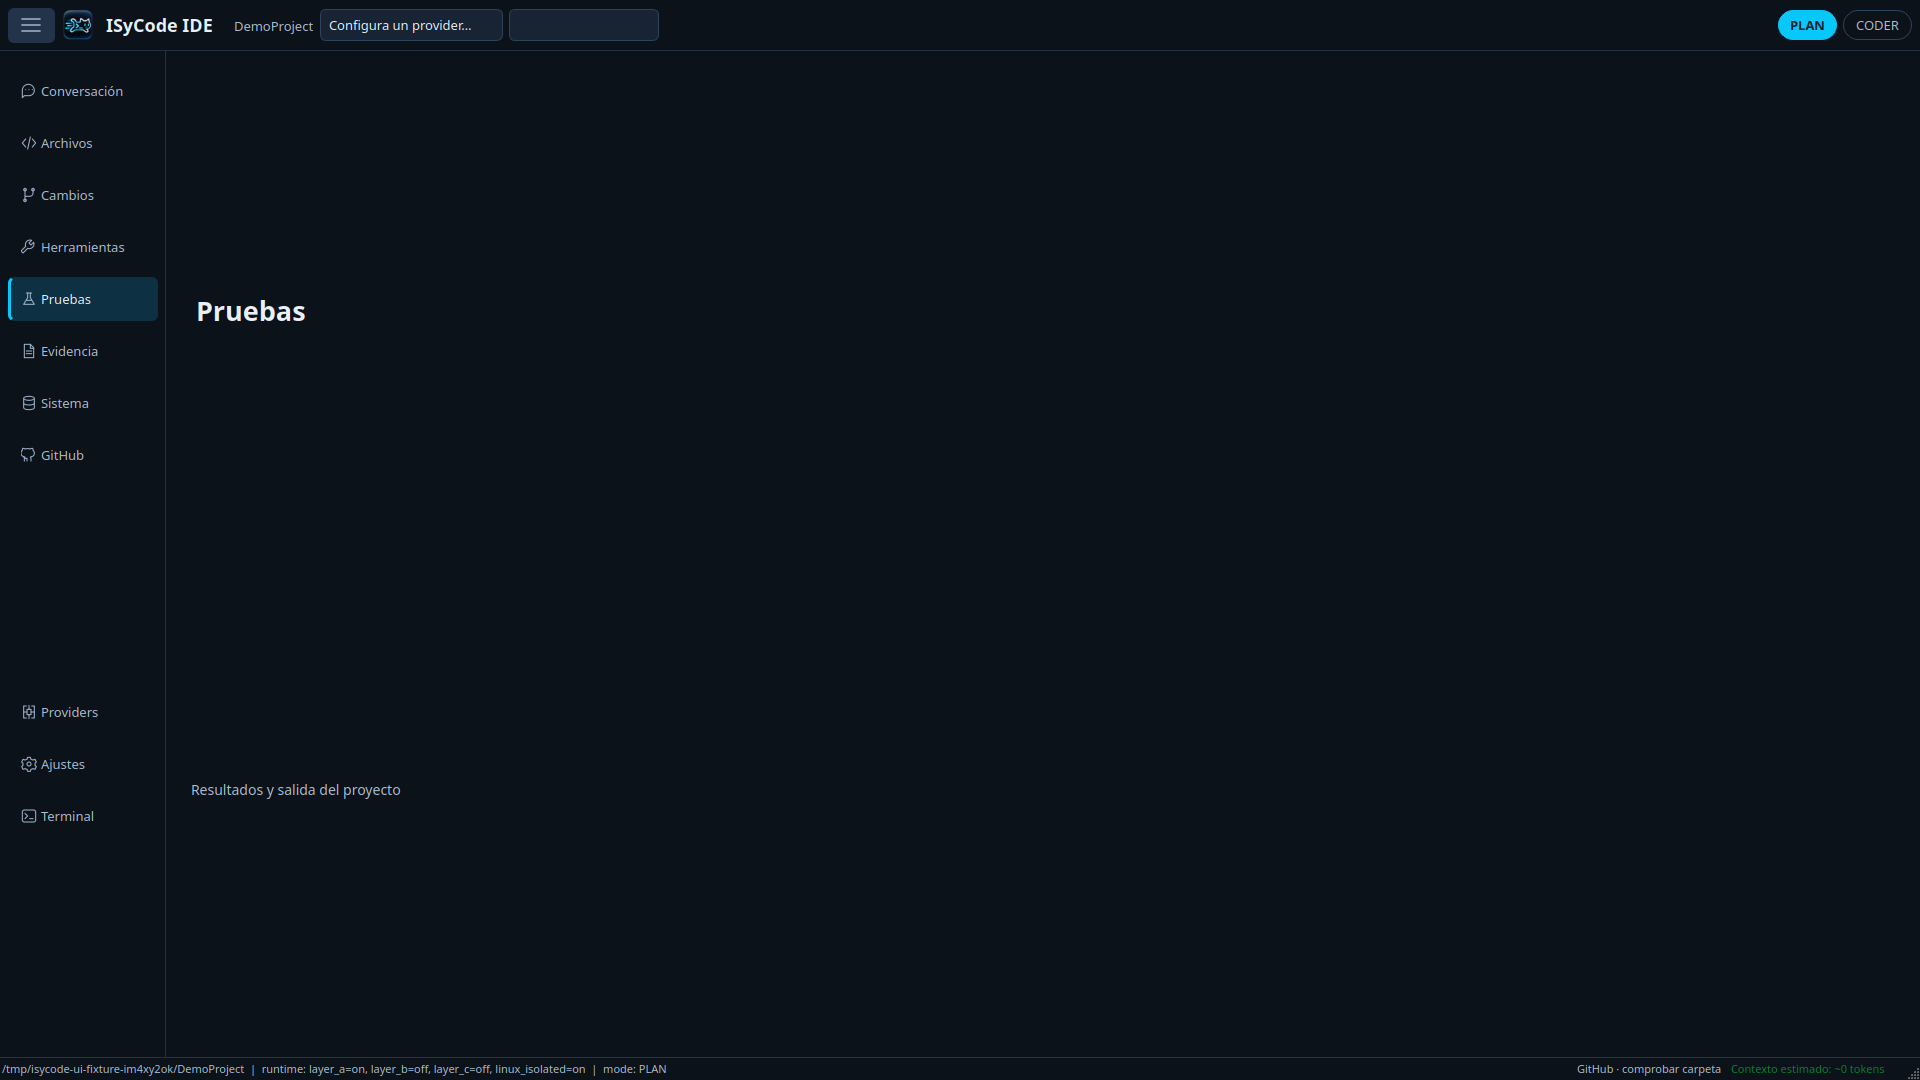 ISyCode IDE
DemoProject
Configura un provider...
PLAN
CODER
Conversación
Archivos
Cambios
Herramientas
Pruebas
Evidencia
Sistema
GitHub
Providers
Ajustes
Terminal
Pruebas
Resultados y salida del proyecto
/tmp/isycode-ui-fixture-im4xy2ok/DemoProject | runtime: layer_a=on, layer_b=off, layer_c=off, linux_isolated=on | mode: PLAN
GitHub · comprobar carpeta
Contexto estimado: ~0 tokens